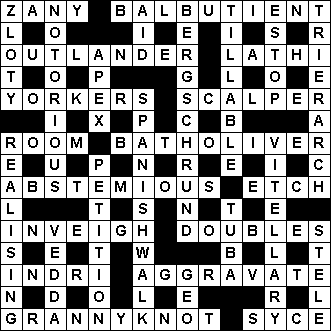 ZANY BALBUTIENT
L O I E I S R
OUTLANDER LATHI
T O P G L O E
YORKERS SCALPER
I X P C B A
ROOM BATHOLIVER
E U P N R E I C
ABSTEMIOUS ETCH
L T S N T E
INVEIGH DOUBLES
S E T W B L T
INDRI AGGRAVATE
N D O L E R L
GRANNYKNOT SYCE